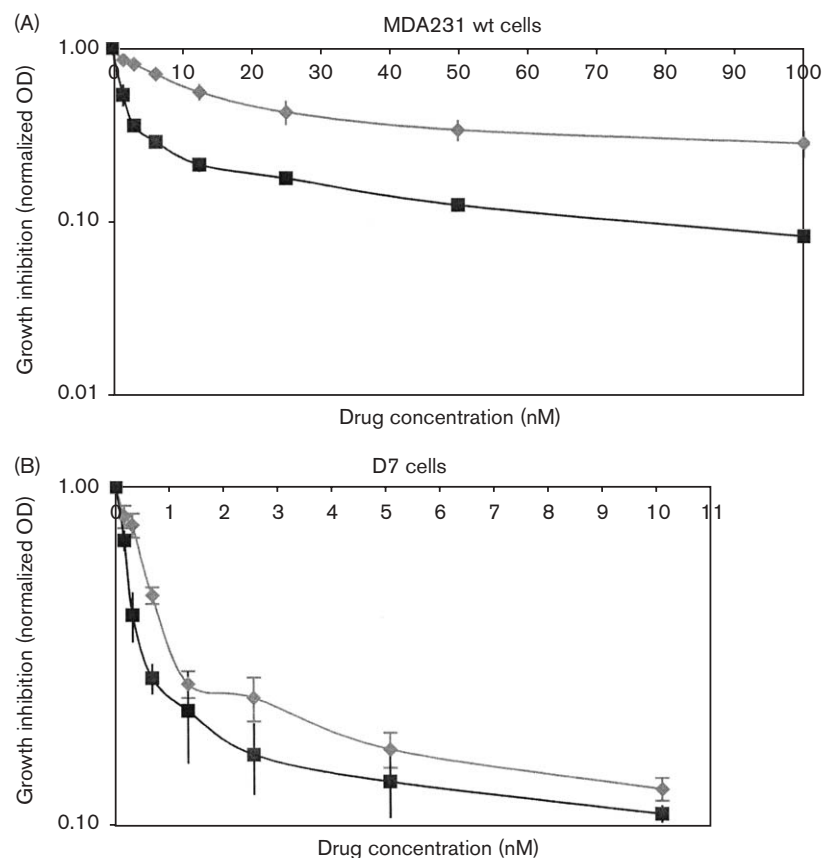 (A)
MDA231 wt cells
1.00
0 10 20 30 40 50 60 70 80 90 100
0.10
0.01
Growth inhibition (normalized OD)
Drug concentration (nM)
(B)
D7 cells
1.00
0 1 2 3 4 5 6 7 8 9 10 11
0.10
Growth inhibition (normalized OD)
Drug concentration (nM)